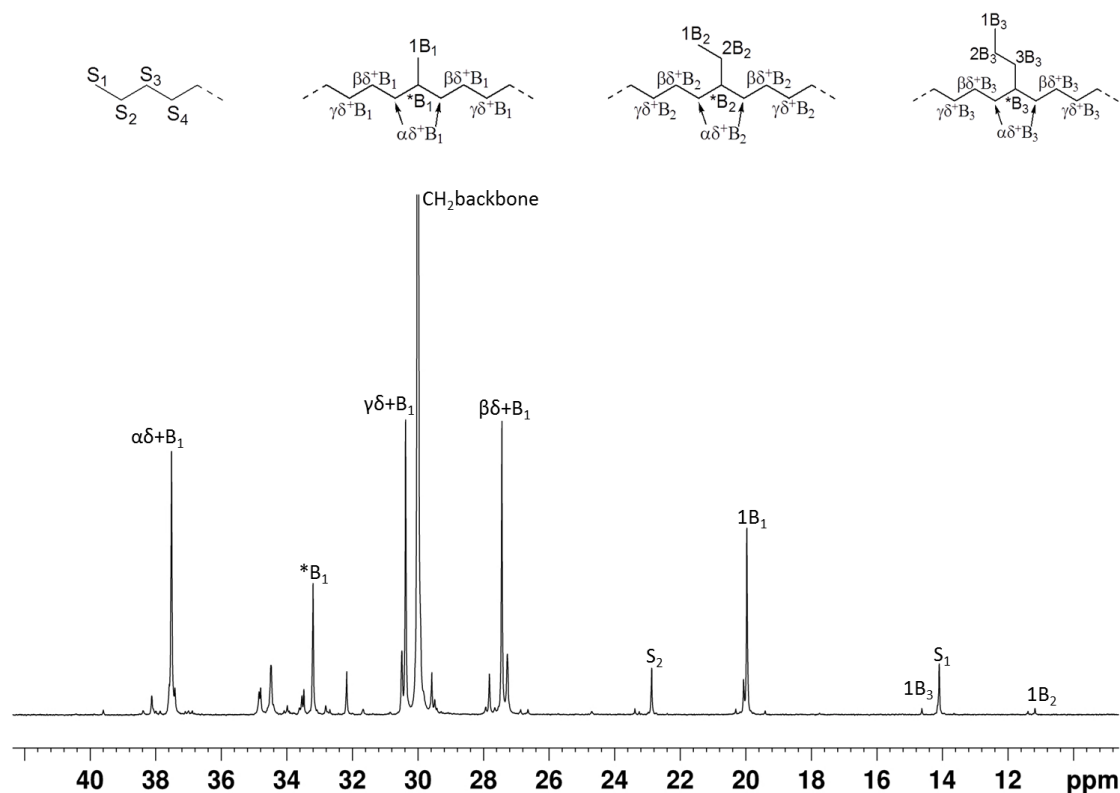 S₁ S₃
S₂ S₄
1B₁
βδ⁺B₁ βδ⁺B₁
γδ⁺B₁ *B₁ γδ⁺B₁
αδ⁺B₁
1B₂ 2B₂
βδ⁺B₂ βδ⁺B₂
γδ⁺B₂ *B₂ γδ⁺B₂
αδ⁺B₂
1B₃
2B₃ 3B₃
βδ⁺B₃ βδ⁺B₃
γδ⁺B₃ *B₃ γδ⁺B₃
αδ⁺B₃
CH₂backbone
αδ+B₁
γδ+B₁
βδ+B₁
*B₁
1B₁
S₂
S₁
1B₃
1B₂
40 38 36 34 32 30 28 26 24 22 20 18 16 14 12 ppm